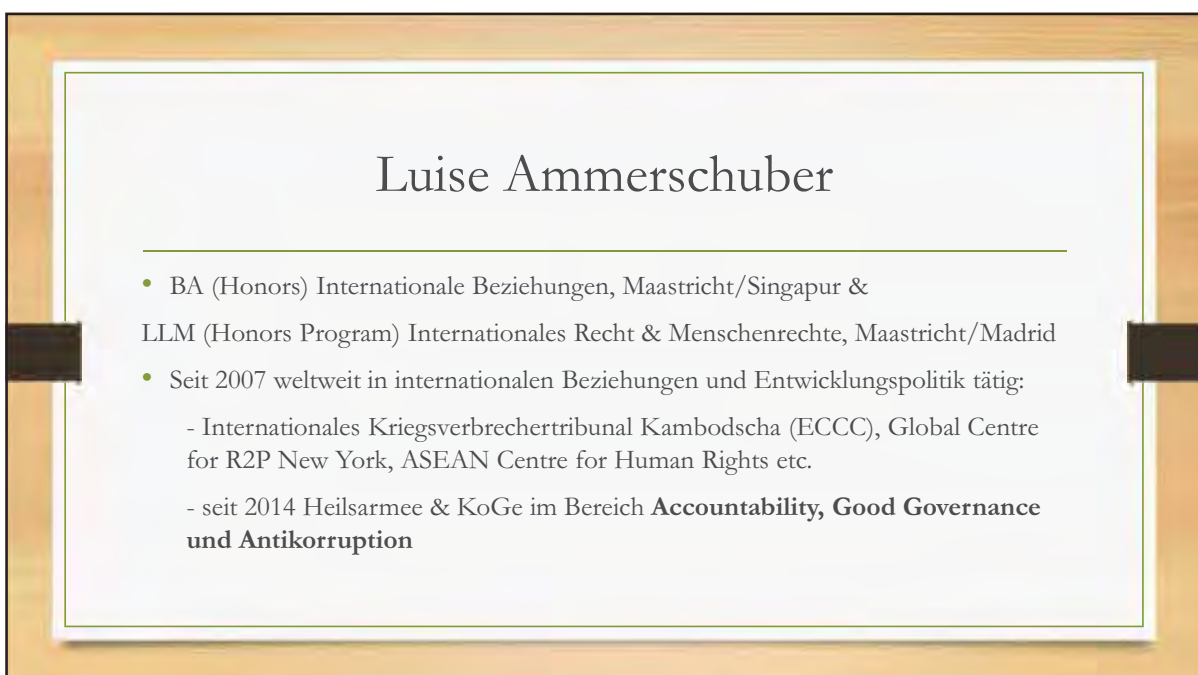 Luise Ammerschuber
• BA (Honors) Internationale Beziehungen, Maastricht/Singapur &
LLM (Honors Program) Internationales Recht & Menschenrechte, Maastricht/Madrid
• Seit 2007 weltweit in internationalen Beziehungen und Entwicklungspolitik tätig:
- Internationales Kriegsverbrechertribunal Kambodscha (ECCC), Global Centre
for R2P New York, ASEAN Centre for Human Rights etc.
- seit 2014 Heilsarmee & KoGe im Bereich Accountability, Good Governance
und Antikorruption